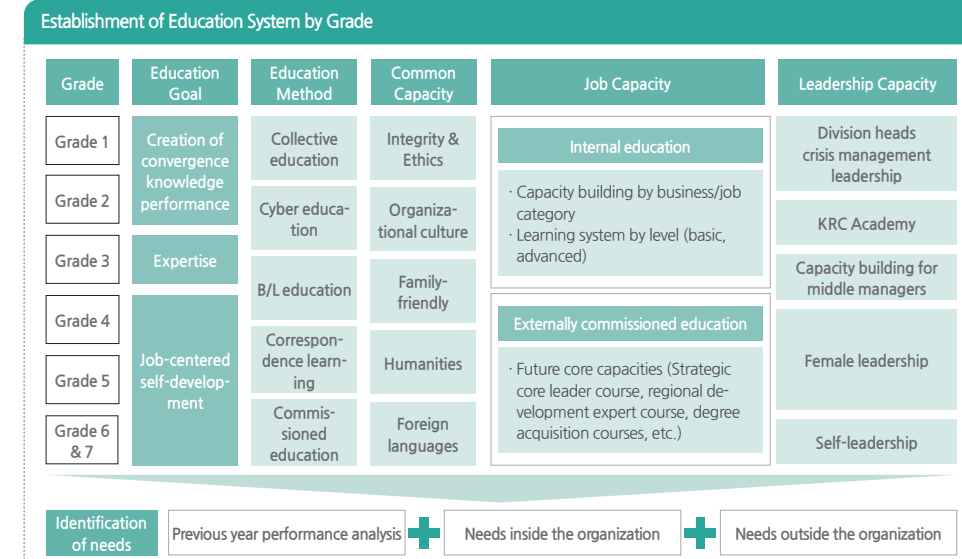 Establishment of Education System by Grade
Grade
Education
Goal
Education
Method
Common
Capacity
Job Capacity
Leadership Capacity
Grade 1
Grade 2
Grade 3
Grade 4
Grade 5
Grade 6
& 7
Creation of
convergence
knowledge
performance
Expertise
Job-centered
self-develop-
ment
Collective
education
Cyber educa-
tion
B/L education
Correspon-
dence learn-
ing
Commis-
sioned
education
Integrity &
Ethics
Organiza-
tional culture
Family-
friendly
Humanities
Foreign
languages
Internal education
· Capacity building by business/job
category
· Learning system by level (basic,
advanced)
Externally commissioned education
· Future core capacities (Strategic
core leader course, regional de-
velopment expert course, degree
acquisition courses, etc.)
Division heads
crisis management
leadership
KRC Academy
Capacity building for
middle managers
Female leadership
Self-leadership
Identification
of needs
Previous year performance analysis
Needs inside the organization
Needs outside the organization